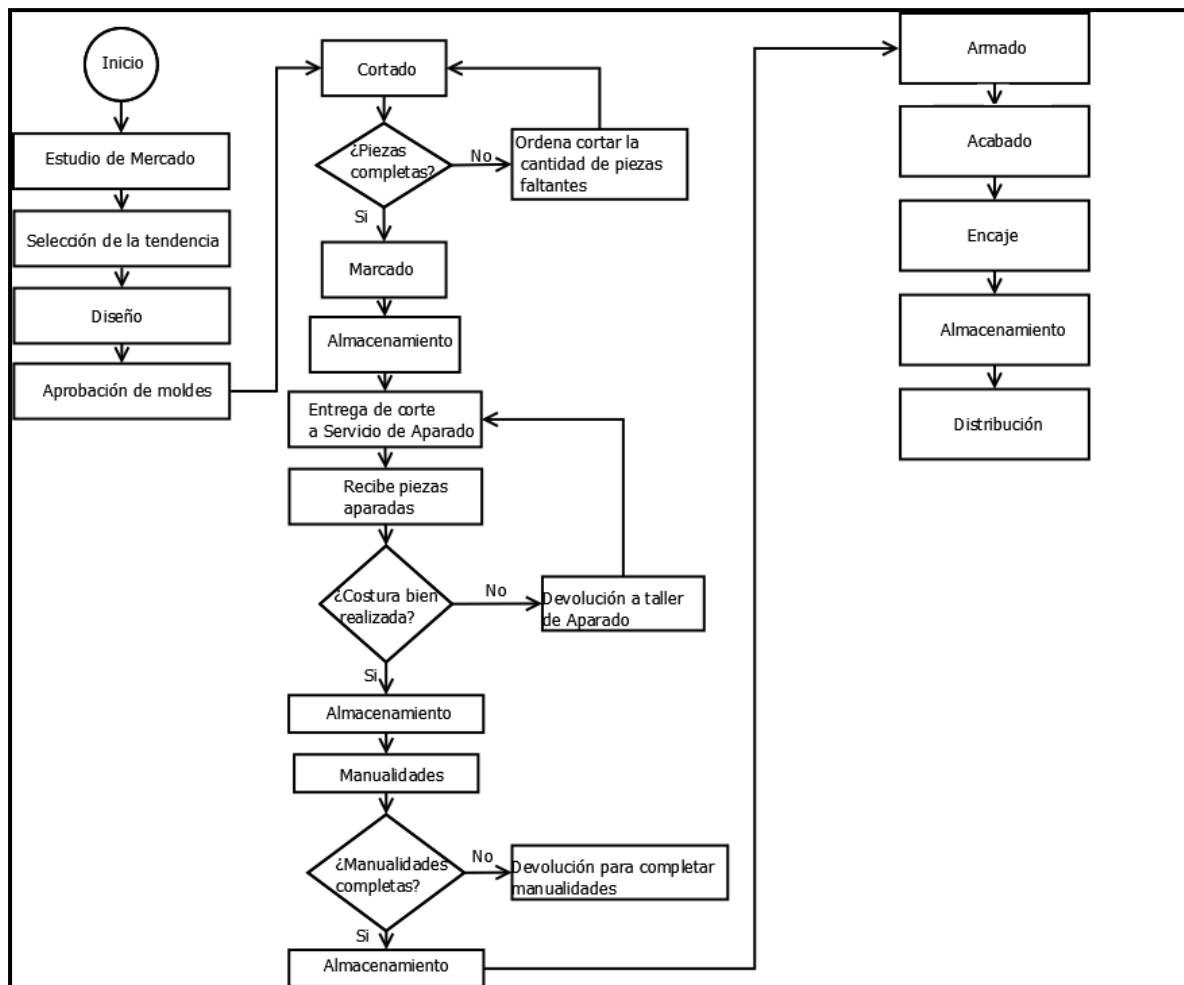 Inicio
Estudio de Mercado
Selección de la tendencia
Diseño
Aprobación de moldes
Cortado
¿Piezas
completas?
No
Ordena cortar la
cantidad de piezas
faltantes
Si
Marcado
Almacenamiento
Entrega de corte
a Servicio de Aparado
Recibe piezas
aparadas
¿Costura bien
realizada?
No
Devolución a taller
de Aparado
Si
Almacenamiento
Manualidades
¿Manualidades
completas?
No
Devolución para completar
manualidades
Si
Almacenamiento
Armado
Acabado
Encaje
Almacenamiento
Distribución